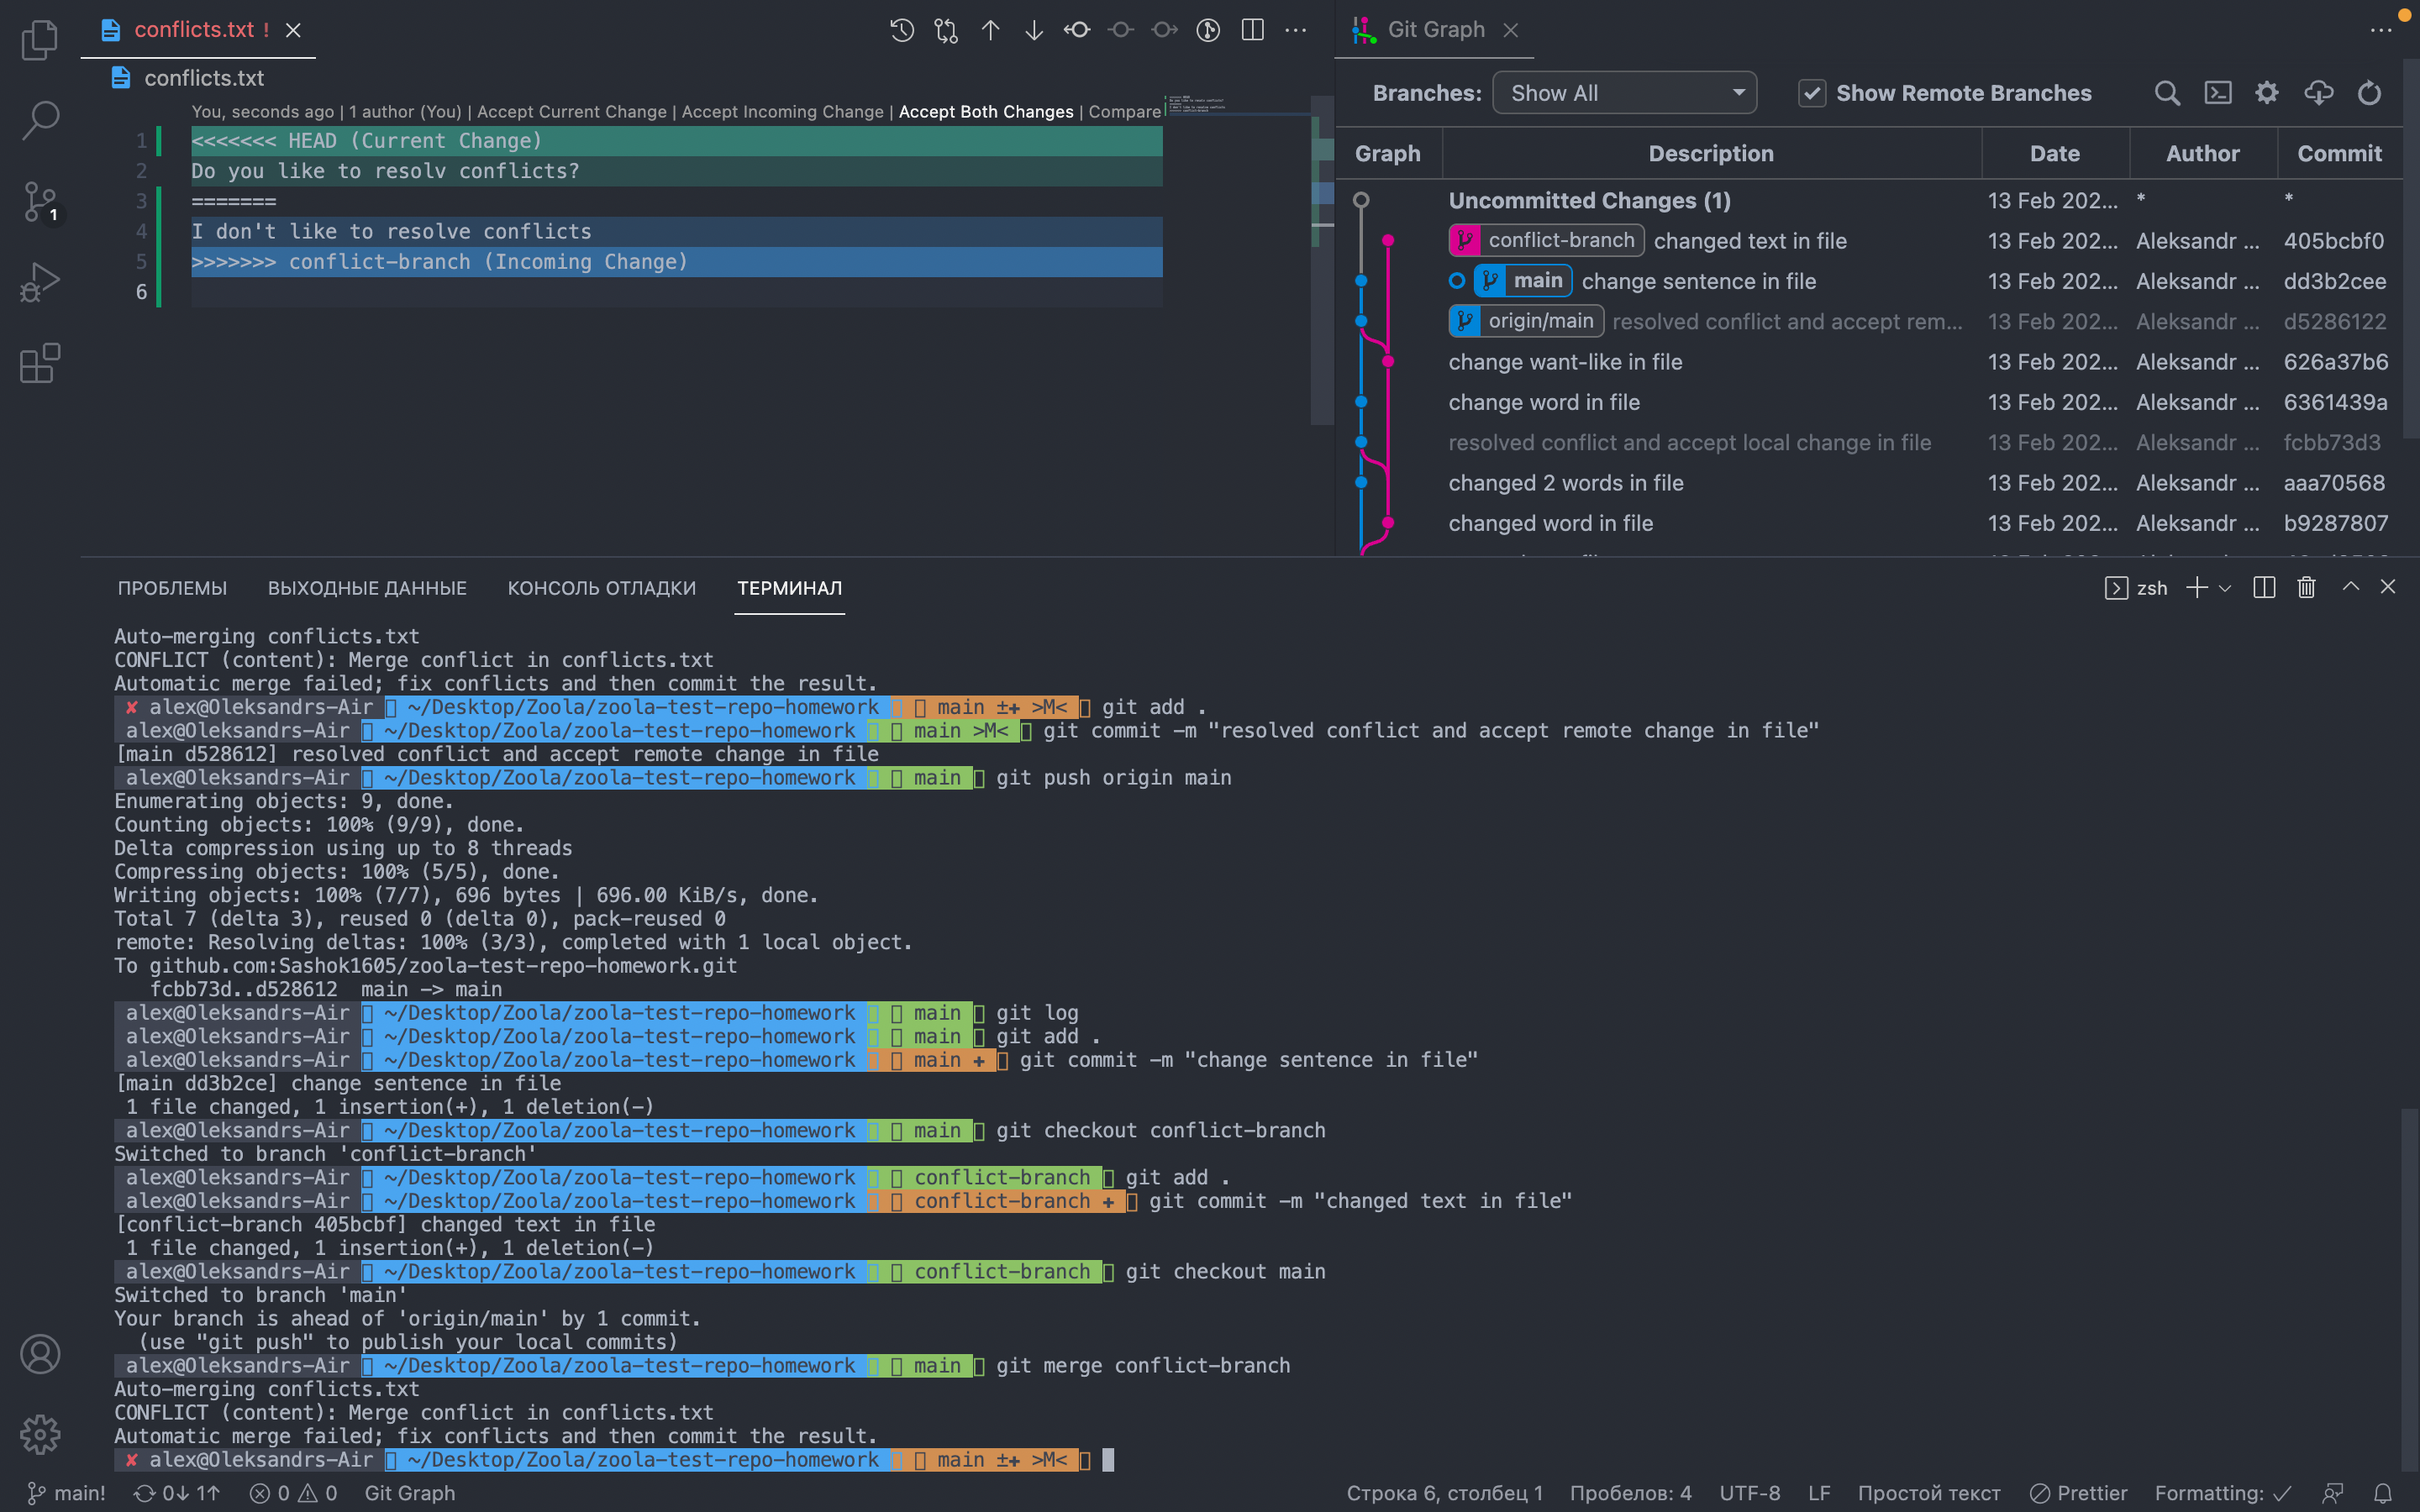 conflicts.txt !
Git Graph
conflicts.txt
You, seconds ago | 1 author (You) | Accept Current Change | Accept Incoming Change | Accept Both Changes | Compare
1 <<<<<<< HEAD (Current Change)
2 Do you like to resolv conflicts?
3 =======
4 I don't like to resolve conflicts
5 >>>>>>> conflict-branch (Incoming Change)
6
1
Branches: Show All Show Remote Branches
Graph Description Date Author Commit
Uncommitted Changes (1) 13 Feb 202... * *
conflict-branch changed text in file 13 Feb 202... Aleksandr ... 405bcbf0
main change sentence in file 13 Feb 202... Aleksandr ... dd3b2cee
origin/main resolved conflict and accept rem... 13 Feb 202... Aleksandr ... d5286122
change want-like in file 13 Feb 202... Aleksandr ... 626a37b6
change word in file 13 Feb 202... Aleksandr ... 6361439a
resolved conflict and accept local change in file 13 Feb 202... Aleksandr ... fcbb73d3
changed 2 words in file 13 Feb 202... Aleksandr ... aaa70568
changed word in file 13 Feb 202... Aleksandr ... b9287807
ПРОБЛЕМЫ ВЫХОДНЫЕ ДАННЫЕ КОНСОЛЬ ОТЛАДКИ ТЕРМИНАЛ zsh
Auto-merging conflicts.txt
CONFLICT (content): Merge conflict in conflicts.txt
Automatic merge failed; fix conflicts and then commit the result.
✘ alex@Oleksandrs-Air ~/Desktop/Zoola/zoola-test-repo-homework main ±✚ >M< git add .
alex@Oleksandrs-Air ~/Desktop/Zoola/zoola-test-repo-homework main >M< git commit -m "resolved conflict and accept remote change in file"
[main d528612] resolved conflict and accept remote change in file
alex@Oleksandrs-Air ~/Desktop/Zoola/zoola-test-repo-homework main git push origin main
Enumerating objects: 9, done.
Counting objects: 100% (9/9), done.
Delta compression using up to 8 threads
Compressing objects: 100% (5/5), done.
Writing objects: 100% (7/7), 696 bytes | 696.00 KiB/s, done.
Total 7 (delta 3), reused 0 (delta 0), pack-reused 0
remote: Resolving deltas: 100% (3/3), completed with 1 local object.
To github.com:Sashok1605/zoola-test-repo-homework.git
fcbb73d..d528612  main -> main
alex@Oleksandrs-Air ~/Desktop/Zoola/zoola-test-repo-homework main git log
alex@Oleksandrs-Air ~/Desktop/Zoola/zoola-test-repo-homework main git add .
alex@Oleksandrs-Air ~/Desktop/Zoola/zoola-test-repo-homework main ✚ git commit -m "change sentence in file"
[main dd3b2ce] change sentence in file
1 file changed, 1 insertion(+), 1 deletion(-)
alex@Oleksandrs-Air ~/Desktop/Zoola/zoola-test-repo-homework main git checkout conflict-branch
Switched to branch 'conflict-branch'
alex@Oleksandrs-Air ~/Desktop/Zoola/zoola-test-repo-homework conflict-branch git add .
alex@Oleksandrs-Air ~/Desktop/Zoola/zoola-test-repo-homework conflict-branch ✚ git commit -m "changed text in file"
[conflict-branch 405bcbf] changed text in file
1 file changed, 1 insertion(+), 1 deletion(-)
alex@Oleksandrs-Air ~/Desktop/Zoola/zoola-test-repo-homework conflict-branch git checkout main
Switched to branch 'main'
Your branch is ahead of 'origin/main' by 1 commit.
(use "git push" to publish your local commits)
alex@Oleksandrs-Air ~/Desktop/Zoola/zoola-test-repo-homework main git merge conflict-branch
Auto-merging conflicts.txt
CONFLICT (content): Merge conflict in conflicts.txt
Automatic merge failed; fix conflicts and then commit the result.
✘ alex@Oleksandrs-Air ~/Desktop/Zoola/zoola-test-repo-homework main ±✚ >M<
main! 0↓ 1↑ 0 0 Git Graph Строка 6, столбец 1 Пробелов: 4 UTF-8 LF Простой текст Prettier Formatting: ✓